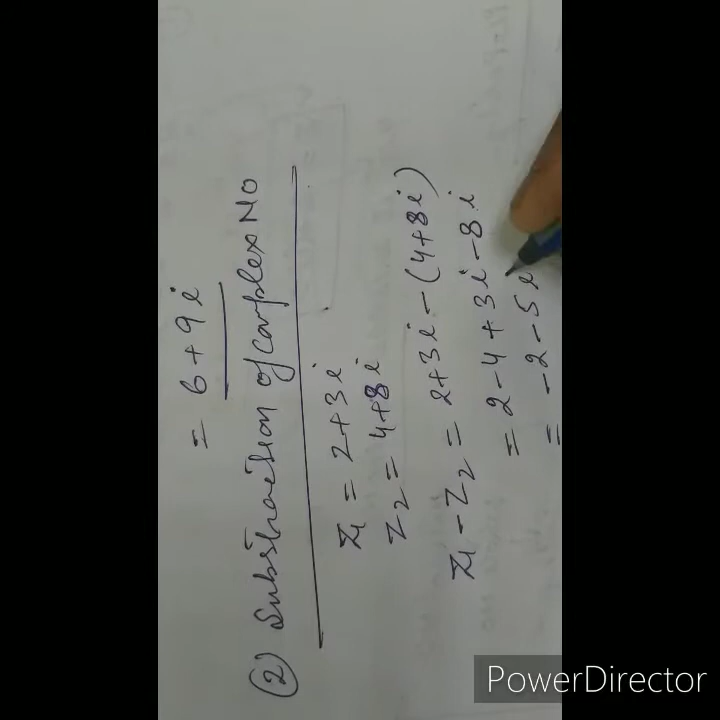 = 6+9i
(2) Substraction of Complex No
Z1 = 2+3i
Z2 = 4+8i
Z1 - Z2 = 2+3i - (4+8i)
= 2-4+3i-8i
= -2-5i
PowerDirector